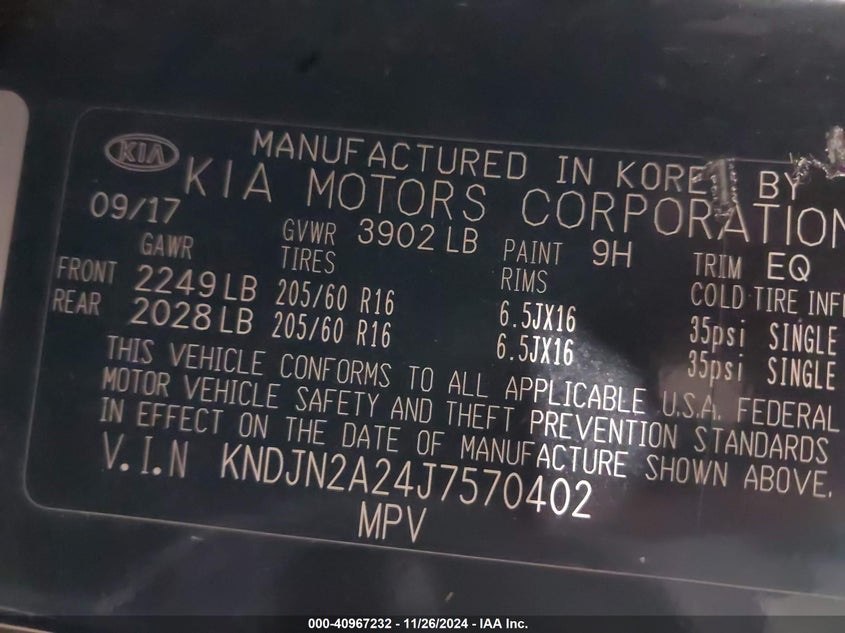 KIA
MANUFACTURED IN KOREA BY
KIA MOTORS CORPORATION
09/17
GVWR 3902 LB PAINT 9H TRIM EQ
GAWR TIRES RIMS COLD TIRE INFL
FRONT 2249 LB 205/60 R16 6.5JX16 35psi SINGLE
REAR 2028 LB 205/60 R16 6.5JX16 35psi SINGLE
THIS VEHICLE CONFORMS TO ALL APPLICABLE U.S.A. FEDERAL
MOTOR VEHICLE SAFETY AND THEFT PREVENTION STANDARDS
IN EFFECT ON THE DATE OF MANUFACTURE SHOWN ABOVE.
V.I.N KNDJN2A24J7570402
MPV
000-40967232 - 11/26/2024 - IAA Inc.